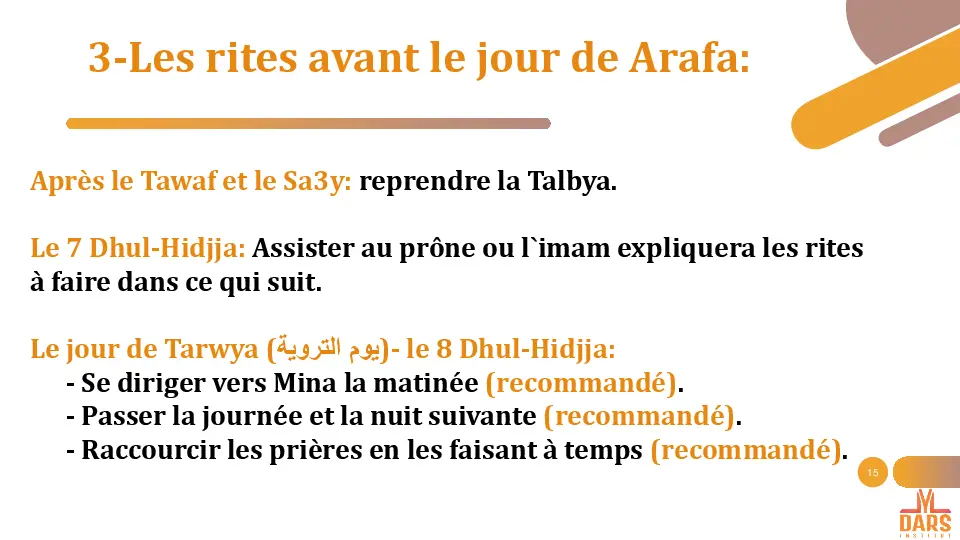 3-Les rites avant le jour de Arafa:
Après le Tawaf et le Sa3y: reprendre la Talbya.
Le 7 Dhul-Hidjja: Assister au prône ou l`imam expliquera les rites
à faire dans ce qui suit.
Le jour de Tarwya (يوم التروية)- le 8 Dhul-Hidjja:
- Se diriger vers Mina la matinée (recommandé).
- Passer la journée et la nuit suivante (recommandé).
- Raccourcir les prières en les faisant à temps (recommandé).
15
DARS
INSTITUT